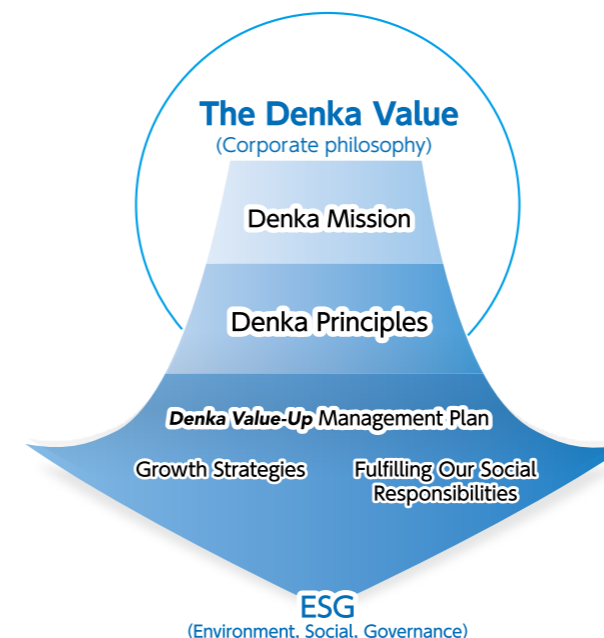 The Denka Value
(Corporate philosophy)
Denka Mission
Denka Principles
Denka Value-Up Management Plan
Growth Strategies
Fulfilling Our Social
Responsibilities
ESG
(Environment, Social, Governance)